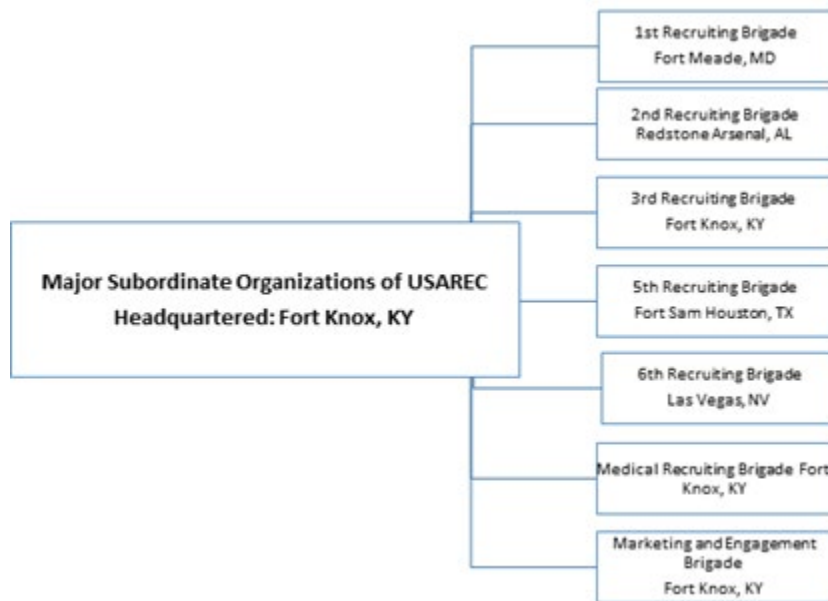 1st Recruiting Brigade
Fort Meade, MD
2nd Recruiting Brigade
Redstone Arsenal, AL
3rd Recruiting Brigade
Fort Knox, KY
Major Subordinate Organizations of USAREC
Headquartered: Fort Knox, KY
5th Recruiting Brigade
Fort Sam Houston, TX
6th Recruiting Brigade
Las Vegas, NV
Medical Recruiting Brigade Fort
Knox, KY
Marketing and Engagement
Brigade
Fort Knox, KY